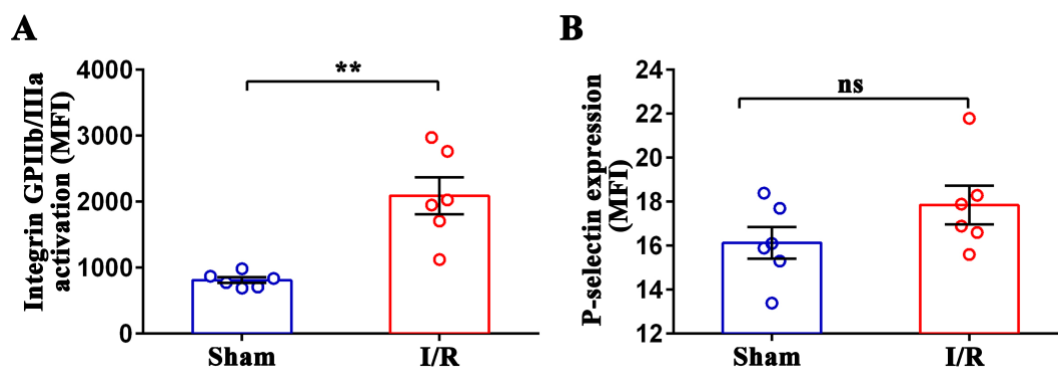 A
Integrin GPIIb/IIIa
activation (MFI)
4000
3000
2000
1000
0
**
Sham
I/R
B
P-selectin expression
(MFI)
24
22
20
18
16
14
12
ns
Sham
I/R